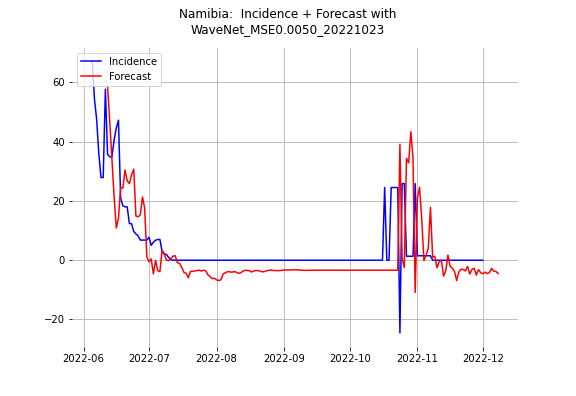 Namibia:  Incidence + Forecast with
WaveNet_MSE0.0050_20221023
Incidence
Forecast
60
40
20
0
−20
2022-06 2022-07 2022-08 2022-09 2022-10 2022-11 2022-12